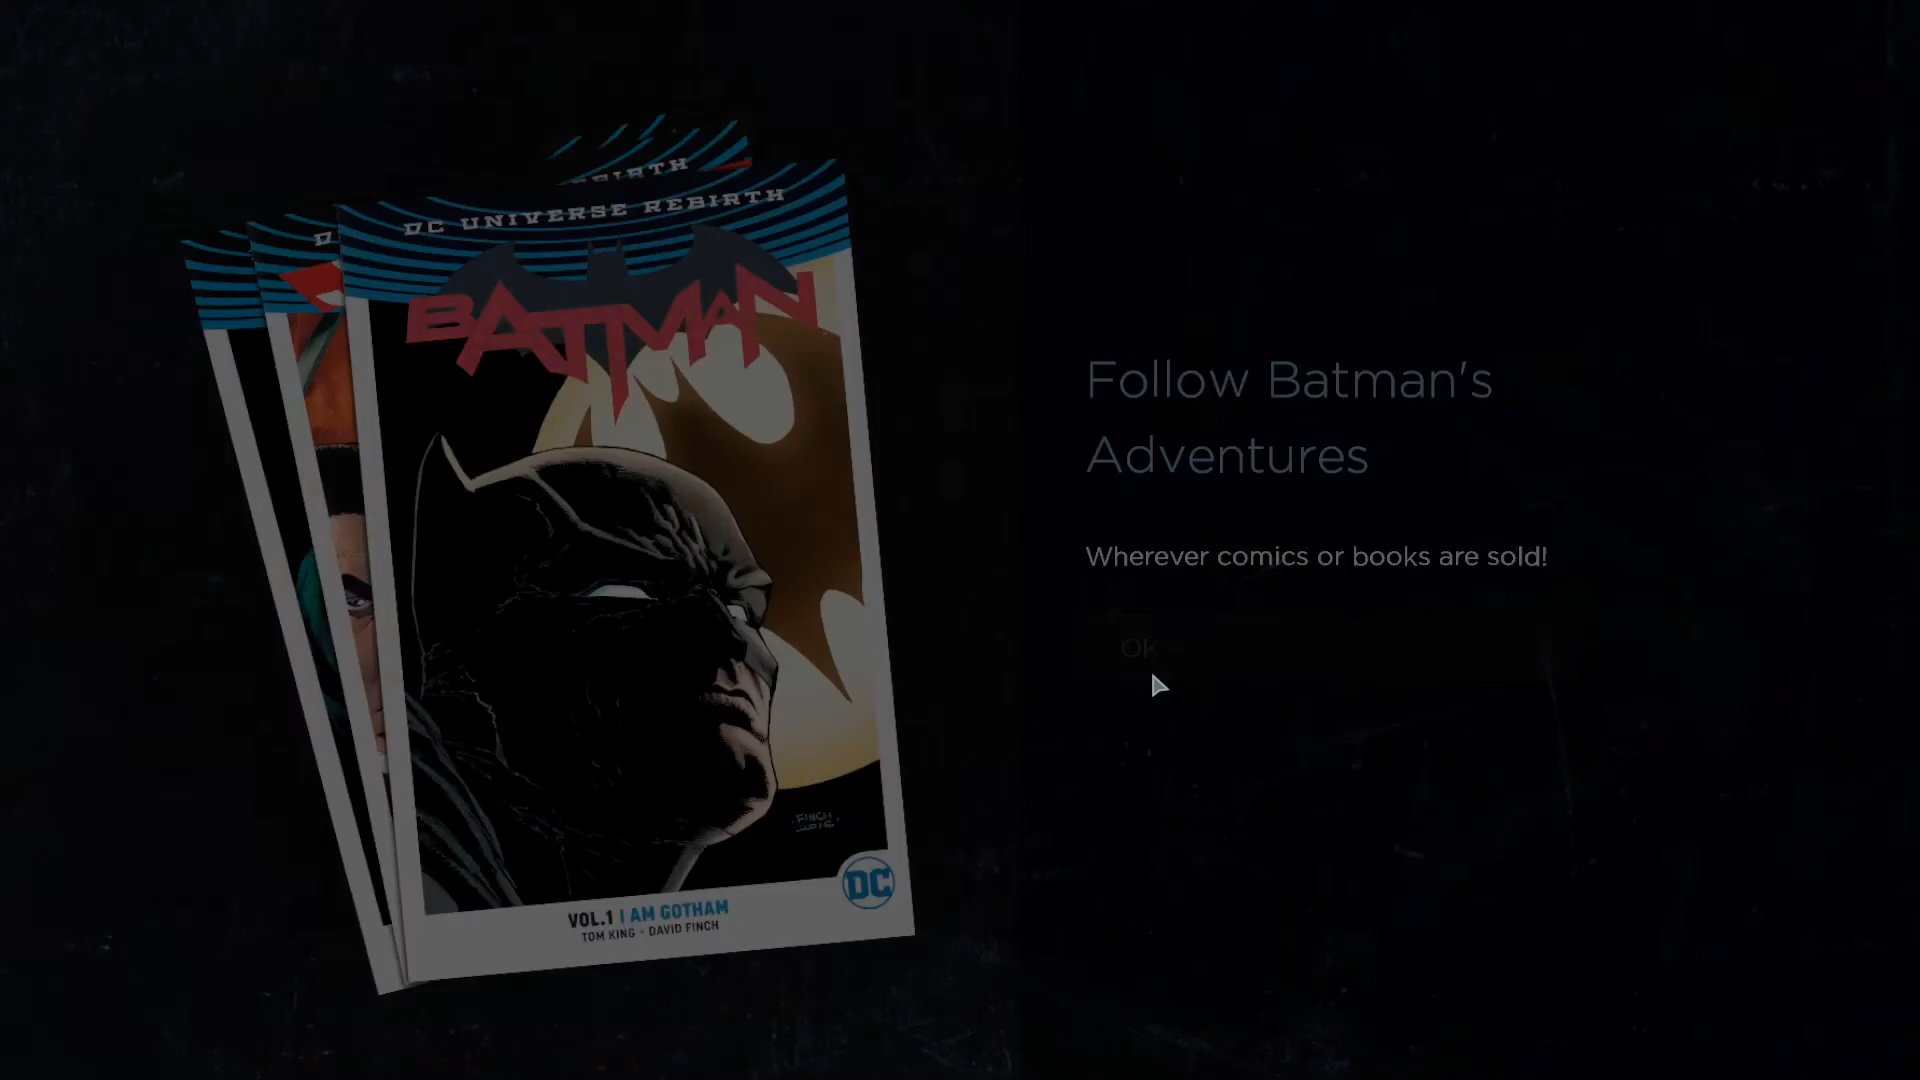 EBIRTH
DC UNIVERSE REBIRTH
D
BATMAN
FINCH
2016
DC
VOL.1 | I AM GOTHAM
TOM KING - DAVID FINCH
Follow Batman's
Adventures
Wherever comics or books are sold!
Ok